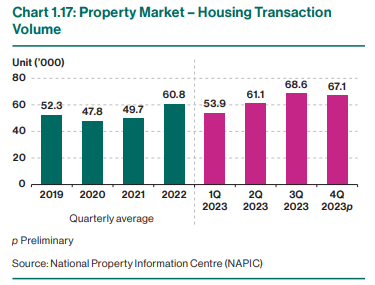 Chart 1.17: Property Market – Housing Transaction
Volume
Unit ('000)
80
60
40
20
0
52.3
47.8
49.7
60.8
53.9
61.1
68.6
67.1
2019
2020
2021
2022
1Q
2023
2Q
2023
3Q
2023
4Q
2023p
Quarterly average
p Preliminary
Source: National Property Information Centre (NAPIC)